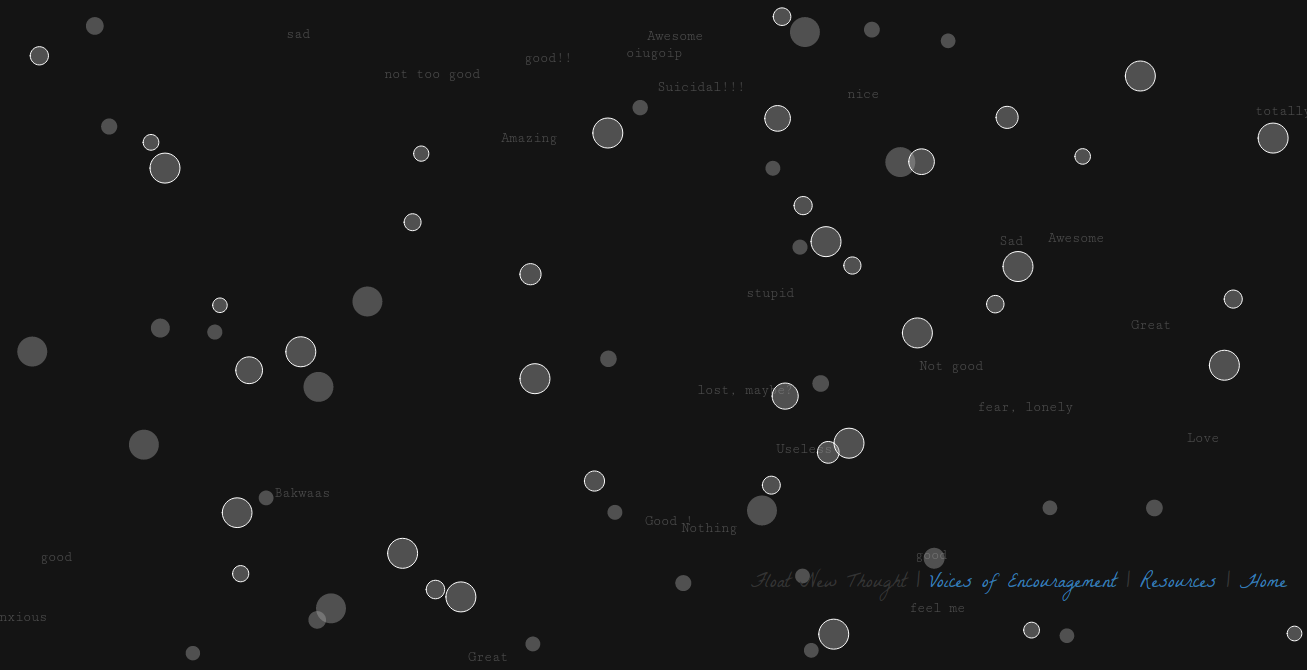 sad
Awesome
oiugoip
good!!
not too good
Suicidal!!!
nice
totally
Amazing
Sad
Awesome
stupid
Great
Not good
lost, maybe?
fear, lonely
Love
Useless
Bakwaas
Good !
Nothing
good
good
Float New Thought | Voices of Encouragement | Resources | Home
feel me
nxious
Great